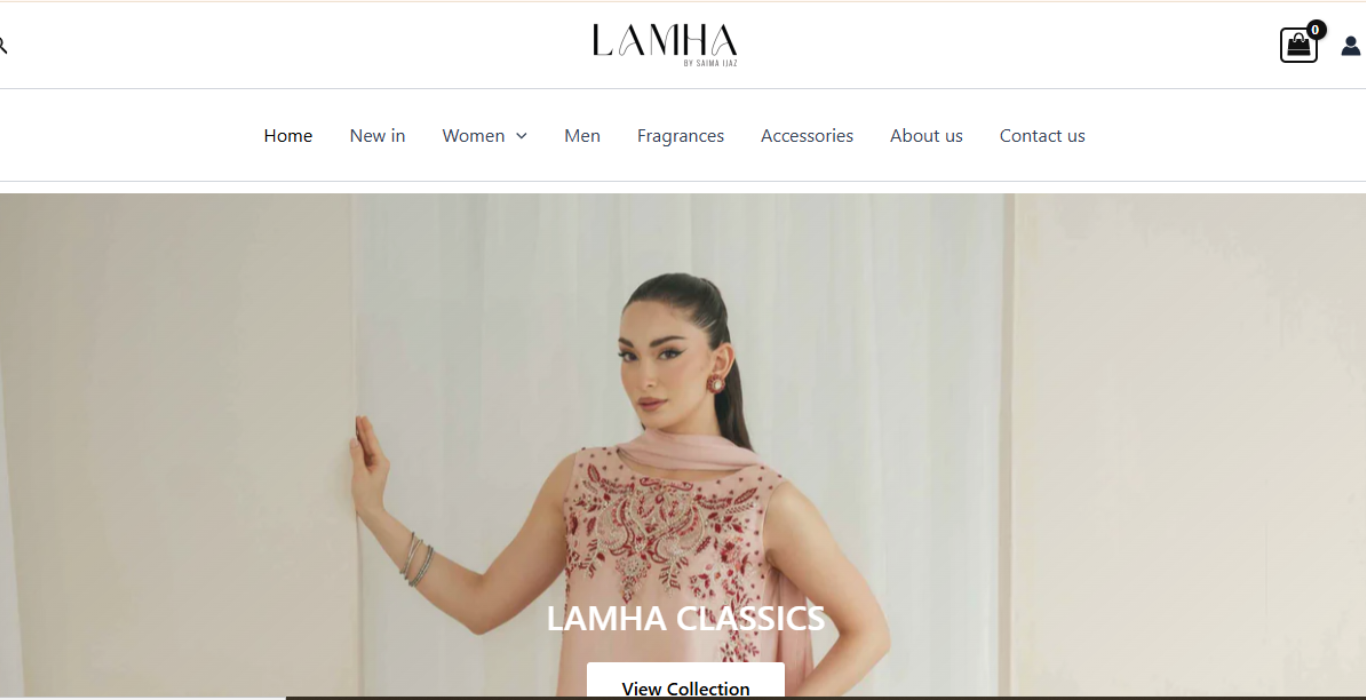 LAMHA
BY SAIMA IJAZ
0
Home New in Women Men Fragrances Accessories About us Contact us
LAMHA CLASSICS
View Collection